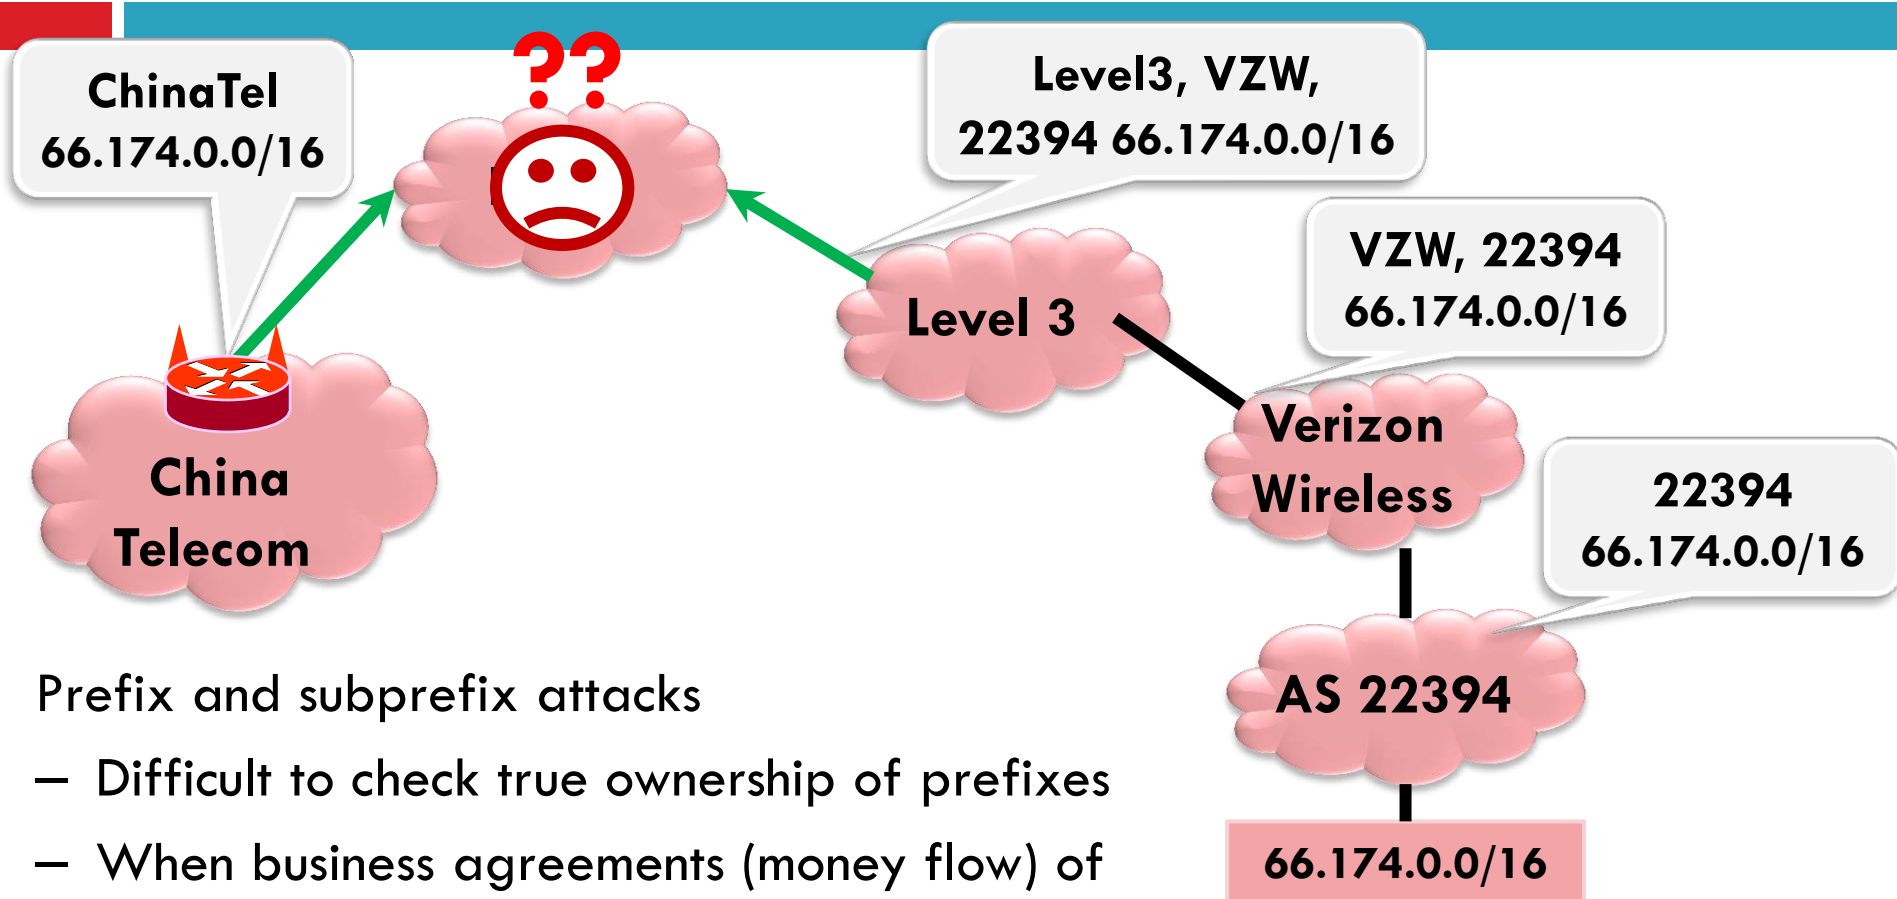 ??
ChinaTel
66.174.0.0/16
Level3, VZW,
22394 66.174.0.0/16
VZW, 22394
66.174.0.0/16
Level 3
Verizon
Wireless
China
Telecom
22394
66.174.0.0/16
AS 22394
66.174.0.0/16
Prefix and subprefix attacks
– Difficult to check true ownership of prefixes
– When business agreements (money flow) of